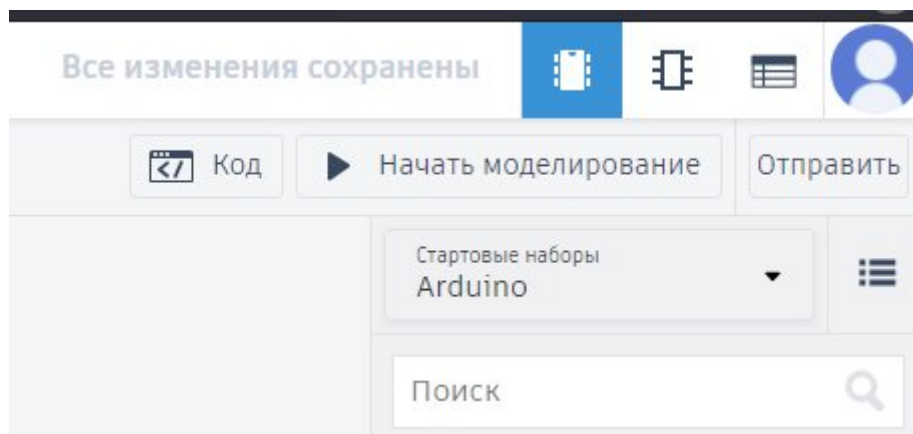 Все изменения сохранены
Код
Начать моделирование
Отправить
Стартовые наборы
Arduino
Поиск